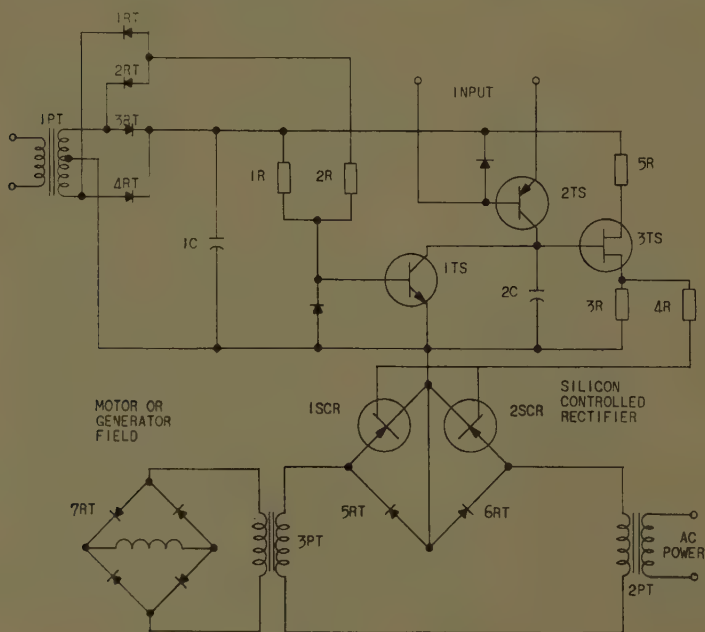 1RT
2RT
1PT
3RT
4RT
INPUT
1R
2R
5R
2TS
1C
1TS
3TS
2C
3R
4R
MOTOR OR
GENERATOR
FIELD
1SCR
2SCR
SILICON
CONTROLLED
RECTIFIER
7RT
5RT
6RT
3PT
AC
POWER
2PT